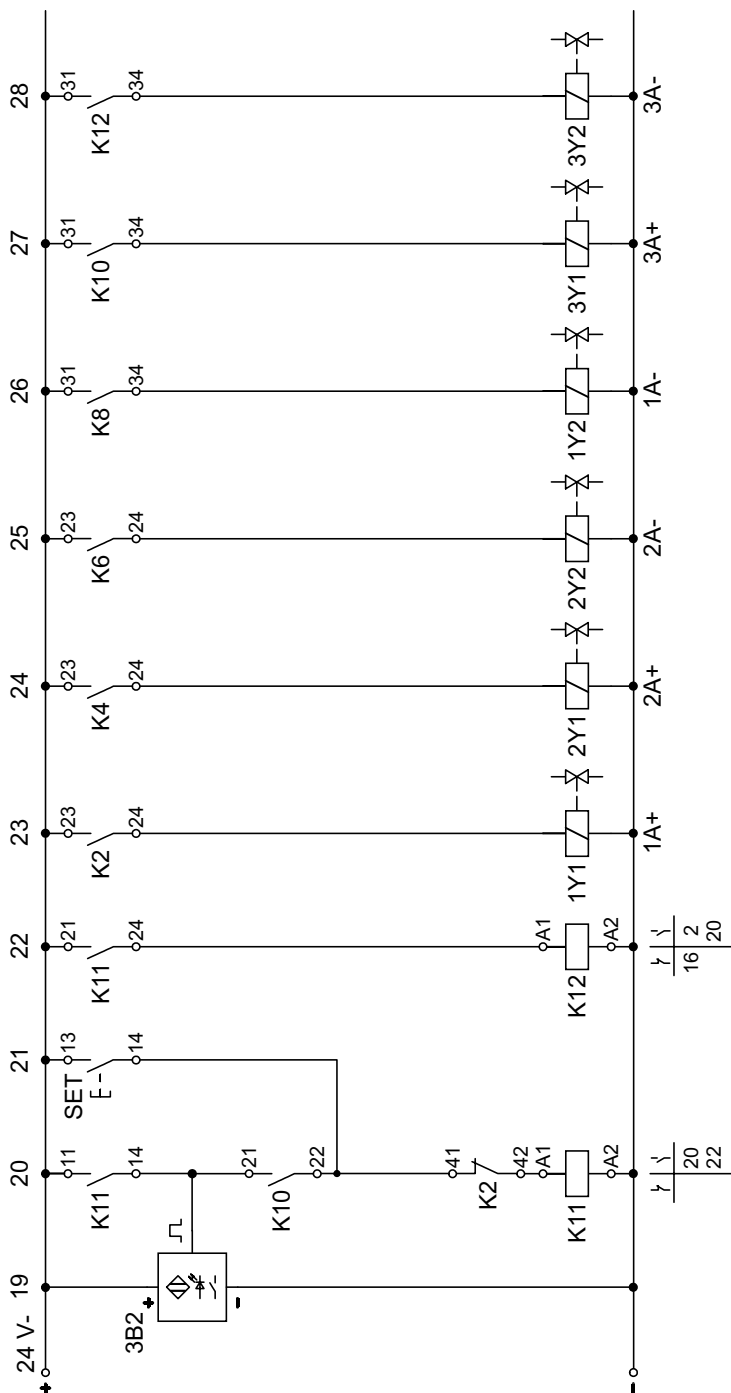 24 V-
19
20
21
22
23
24
25
26
27
28
+
11
13
21
23
23
23
31
31
31
K11
SET
K11
K2
K4
K6
K8
K10
K12
14
14
24
24
24
24
34
34
34
3B2
+
-
21
K10
22
41
K2
42
A1
A1
K11
K12
1Y1
2Y1
2Y2
1Y2
3Y1
3Y2
A2
A2
-
1A+
2A+
2A-
1A-
3A+
3A-
20
22
16 2
20